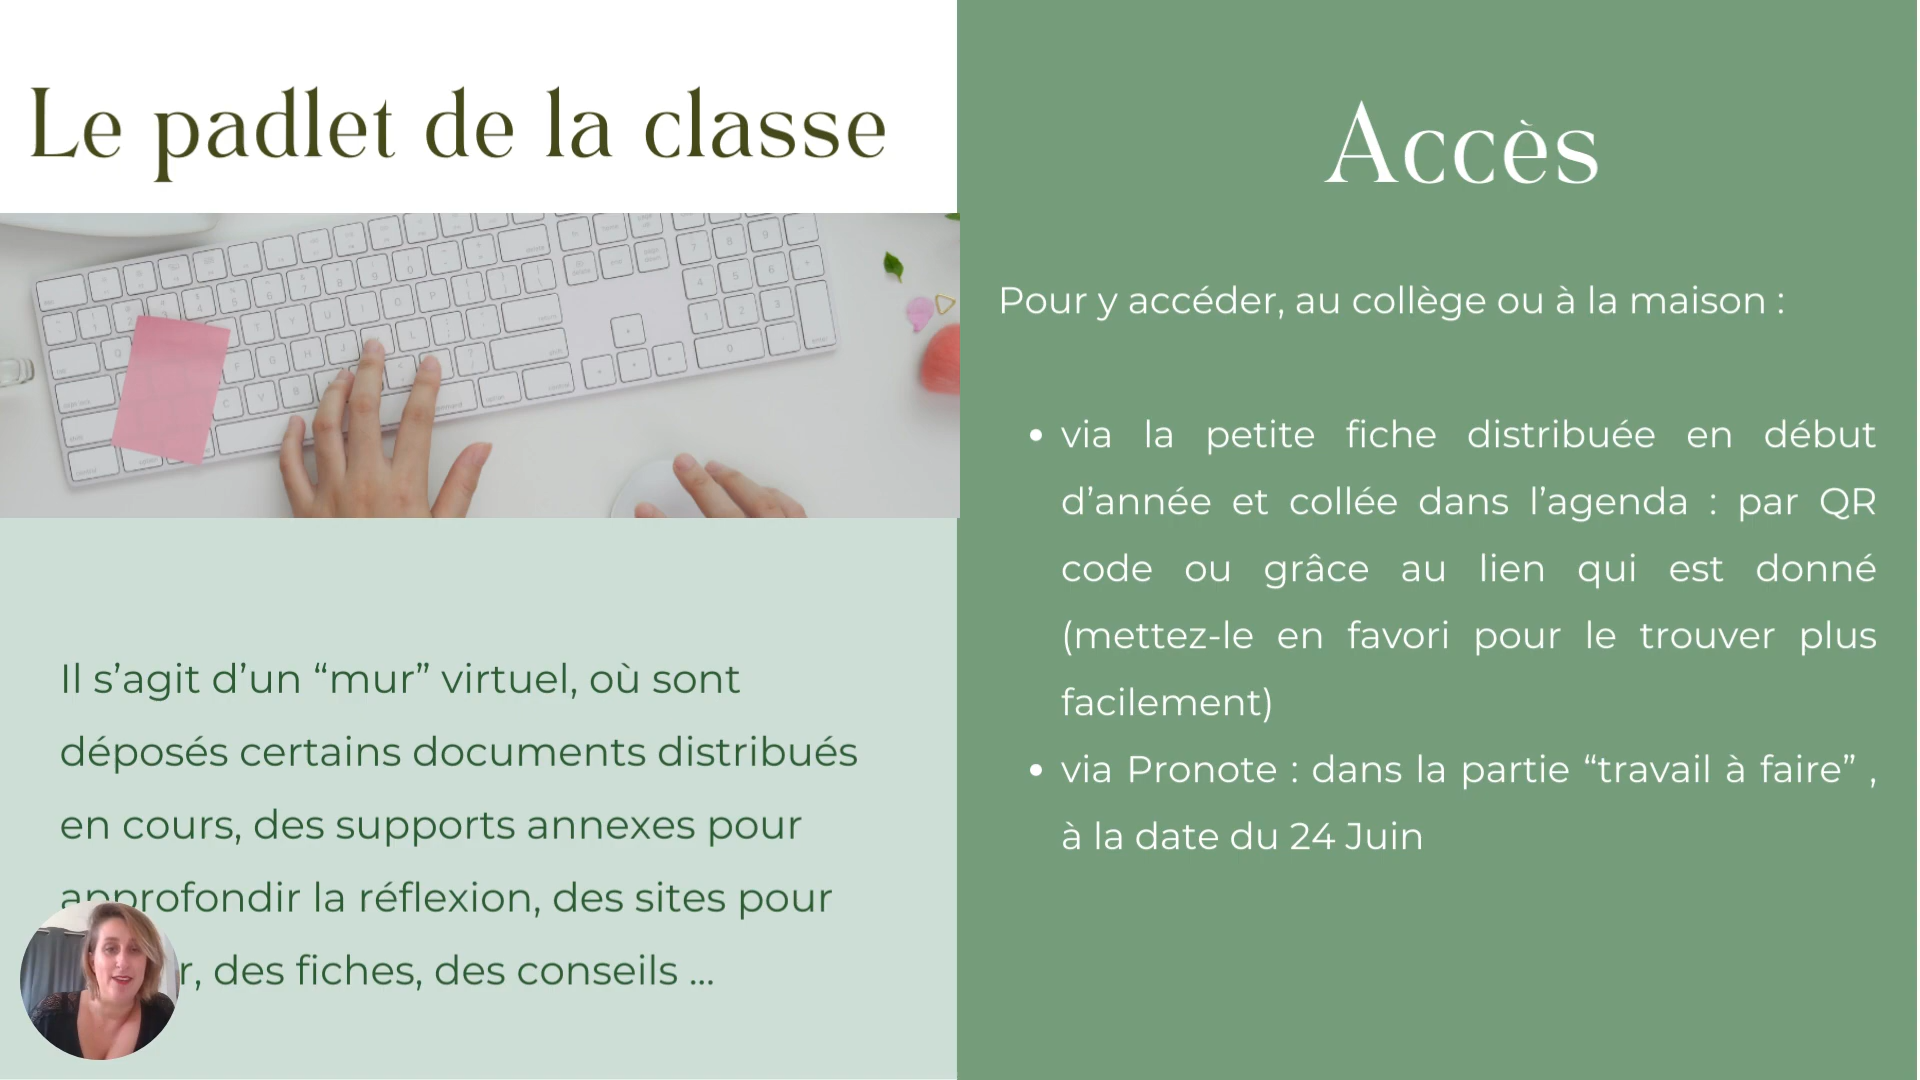 Le padlet de la classe
Il s’agit d’un “mur” virtuel, où sont
déposés certains documents distribués
en cours, des supports annexes pour
approfondir la réflexion, des sites pour
des fiches, des conseils ...
Accès
Pour y accéder, au collège ou à la maison :
• via la petite fiche distribuée en début
d’année et collée dans l’agenda : par QR
code ou grâce au lien qui est donné
(mettez-le en favori pour le trouver plus
facilement)
• via Pronote : dans la partie “travail à faire” ,
à la date du 24 Juin